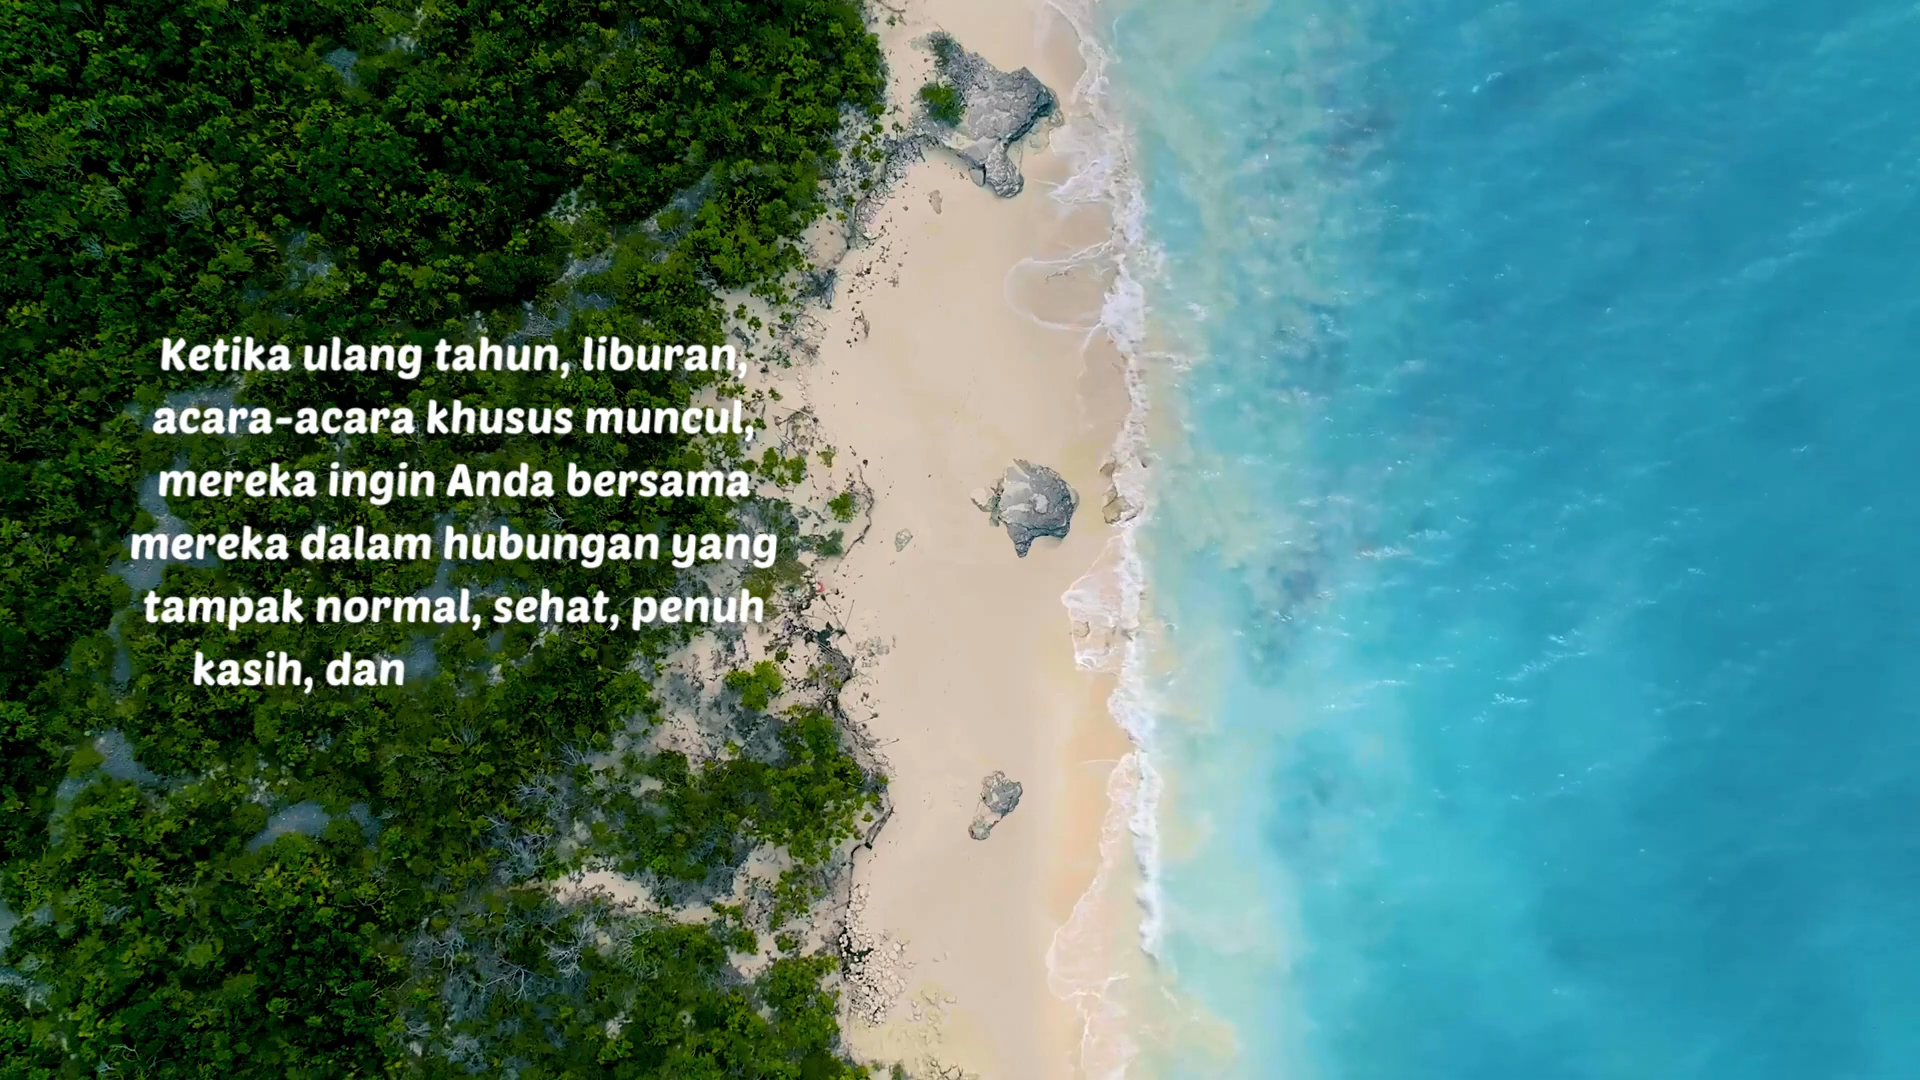 Ketika ulang tahun, liburan,
acara-acara khusus muncul,
mereka ingin Anda bersama
mereka dalam hubungan yang
tampak normal, sehat, penuh
kasih, dan